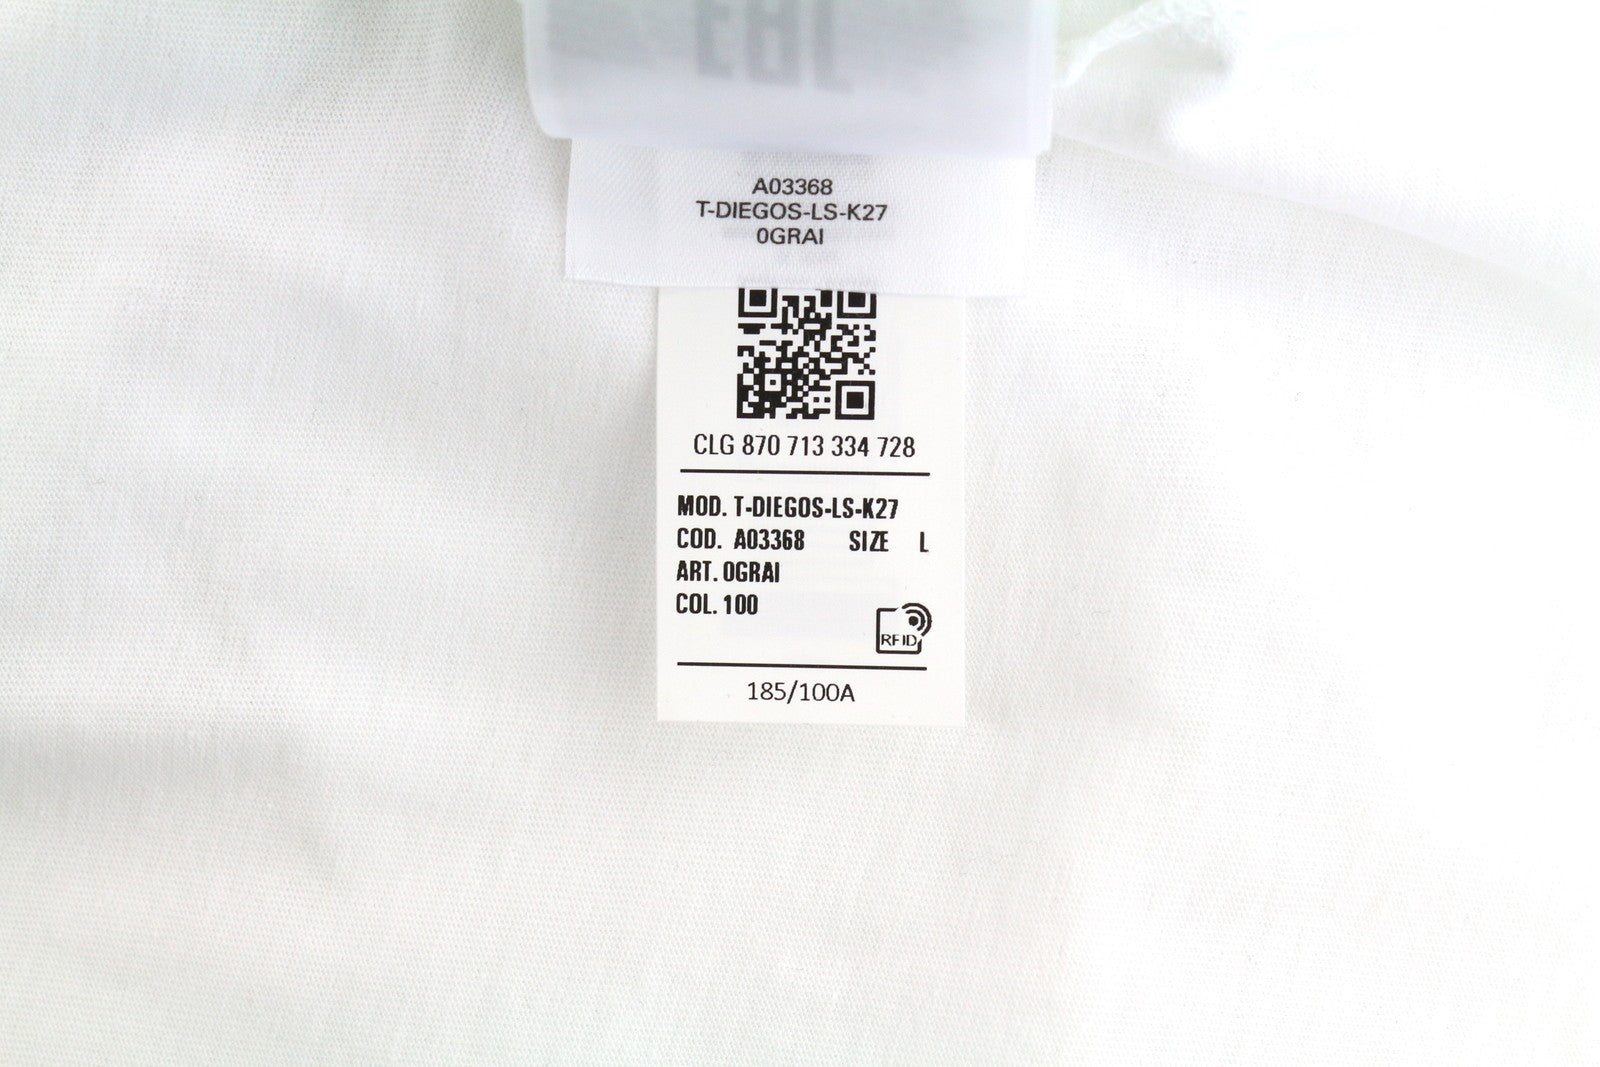 EAC
A03368
T-DIEGOS-LS-K27
0GRAI
CLG 870 713 334 728
MOD. T-DIEGOS-LS-K27
COD. A03368 SIZE L
ART. 0GRAI
COL. 100
RFID
185/100A